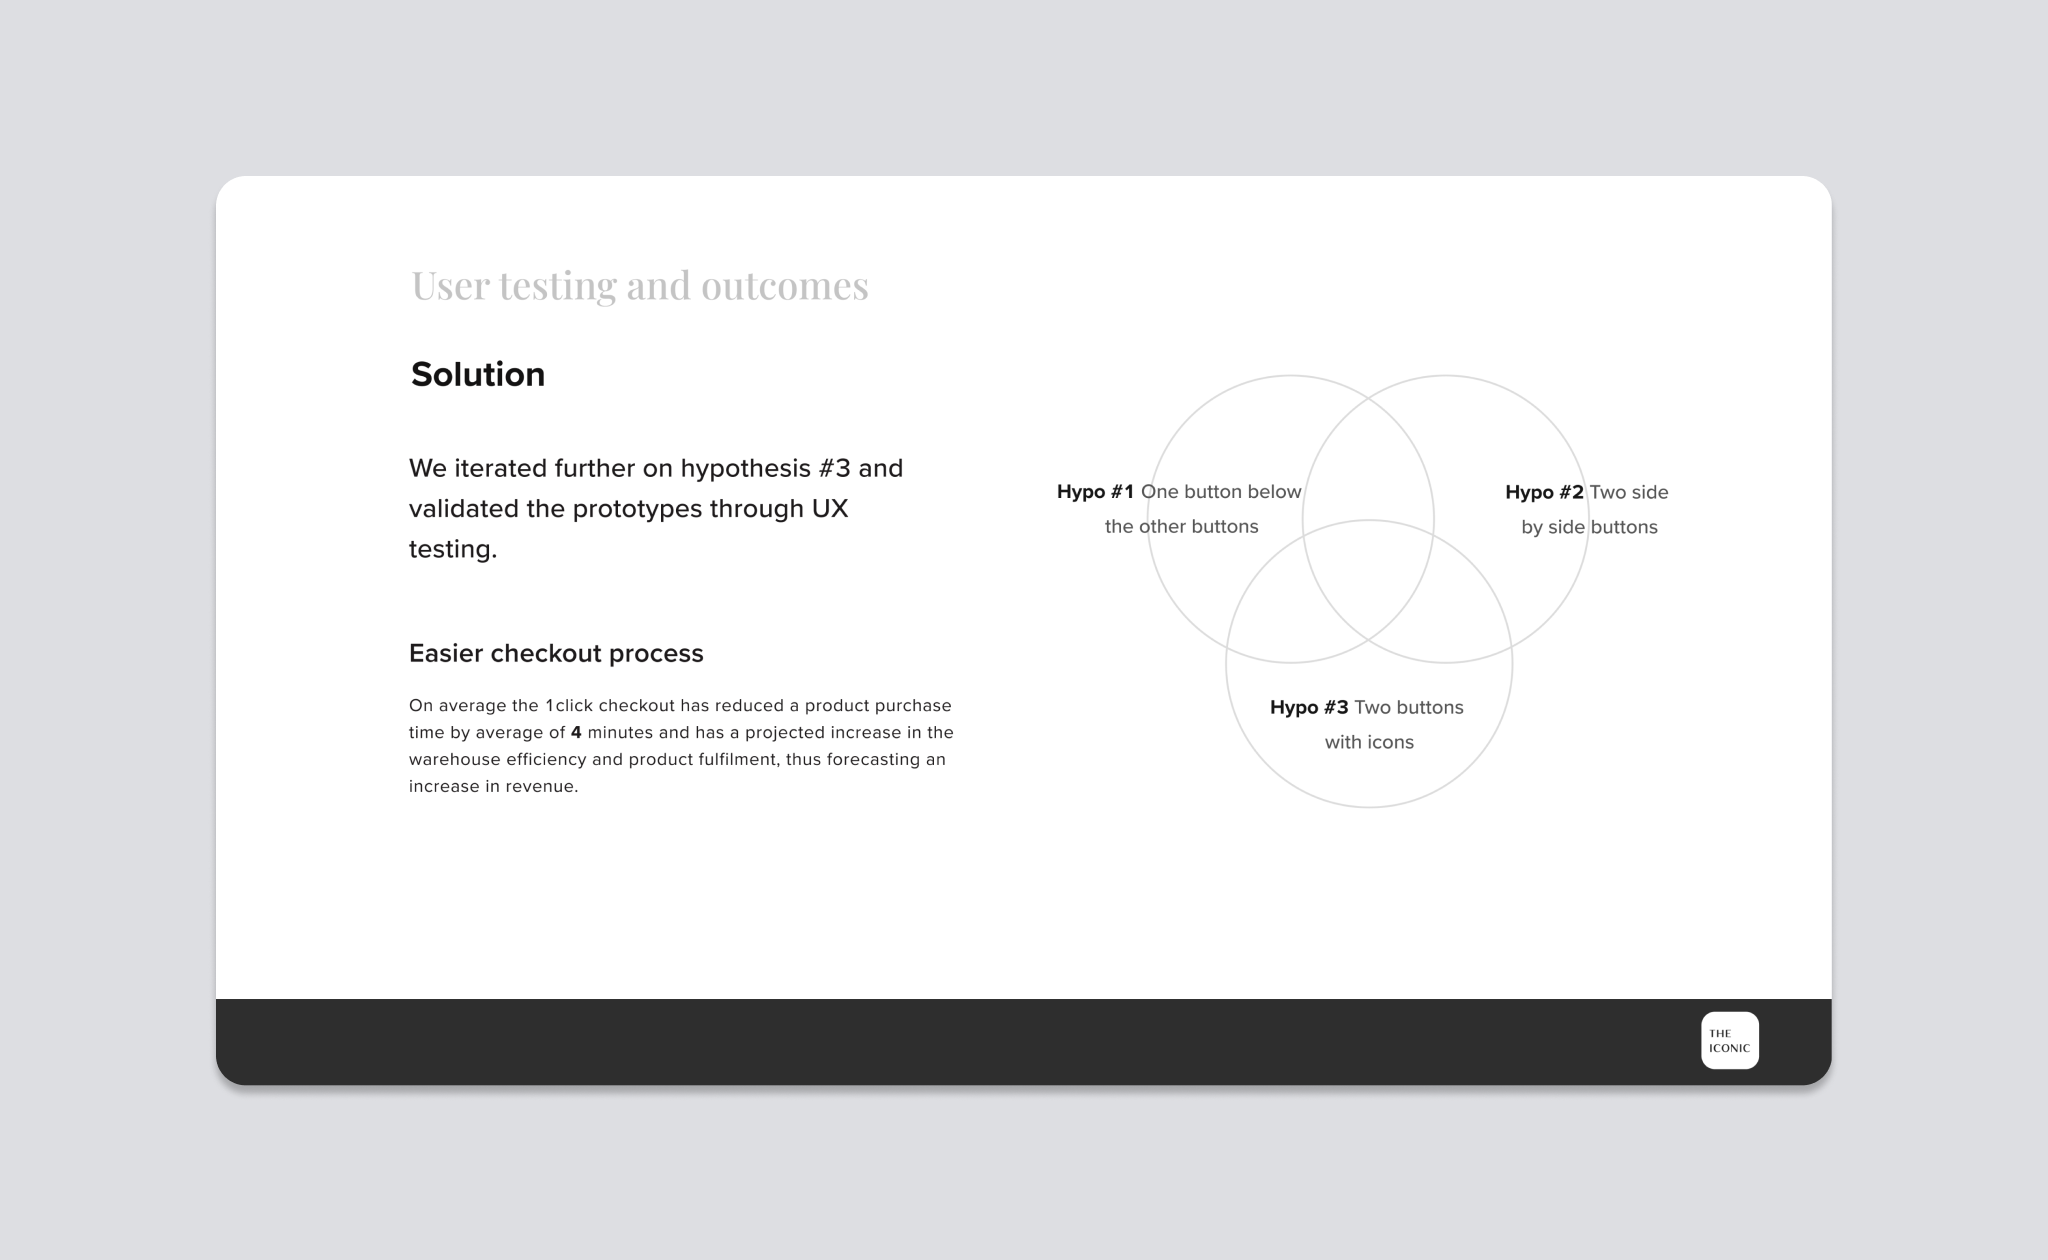 User testing and outcomes
Solution
We iterated further on hypothesis #3 and
validated the prototypes through UX
testing.
Easier checkout process
On average the 1click checkout has reduced a product purchase
time by average of 4 minutes and has a projected increase in the
warehouse efficiency and product fulfilment, thus forecasting an
increase in revenue.
Hypo #1 One button below
the other buttons
Hypo #2 Two side
by side buttons
Hypo #3 Two buttons
with icons
THE
ICONIC